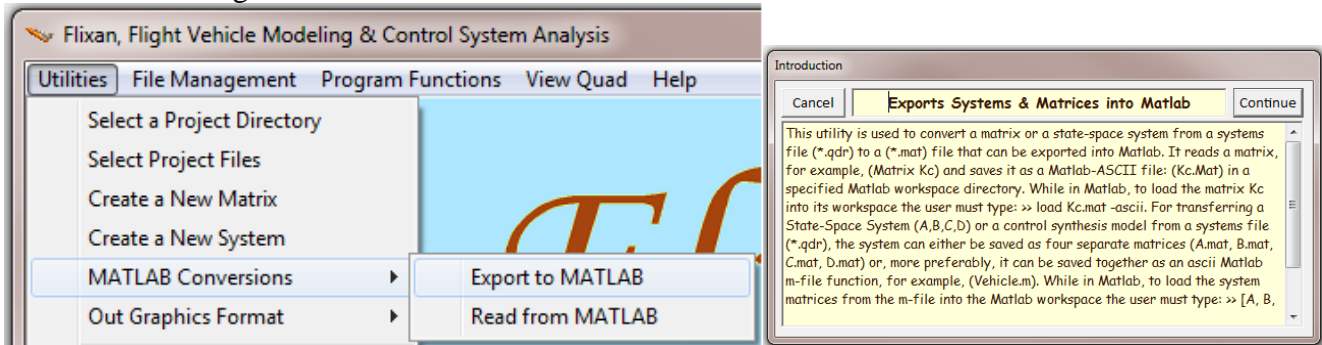 Flixan, Flight Vehicle Modeling & Control System Analysis
Utilities File Management Program Functions View Quad Help
Select a Project Directory
Select Project Files
Create a New Matrix
Create a New System
MATLAB Conversions
Out Graphics Format
Export to MATLAB
Read from MATLAB
Introduction
Cancel Exports Systems & Matrices into Matlab Continue
This utility is used to convert a matrix or a state-space system from a systems
file (*.qdr) to a (*.mat) file that can be exported into Matlab. It reads a matrix,
for example, (Matrix Kc) and saves it as a Matlab-ASCII file: (Kc.Mat) in a
specified Matlab workspace directory. While in Matlab, to load the matrix Kc
into its workspace the user must type: >> load Kc.mat -ascii. For transferring a
State-Space System (A,B,C,D) or a control synthesis model from a systems file
(*.qdr), the system can either be saved as four separate matrices (A.mat, B.mat,
C.mat, D.mat) or, more preferably, it can be saved together as an ascii Matlab
m-file function, for example, (Vehicle.m). While in Matlab, to load the system
matrices from the m-file into the Matlab workspace the user must type: >> [A, B,